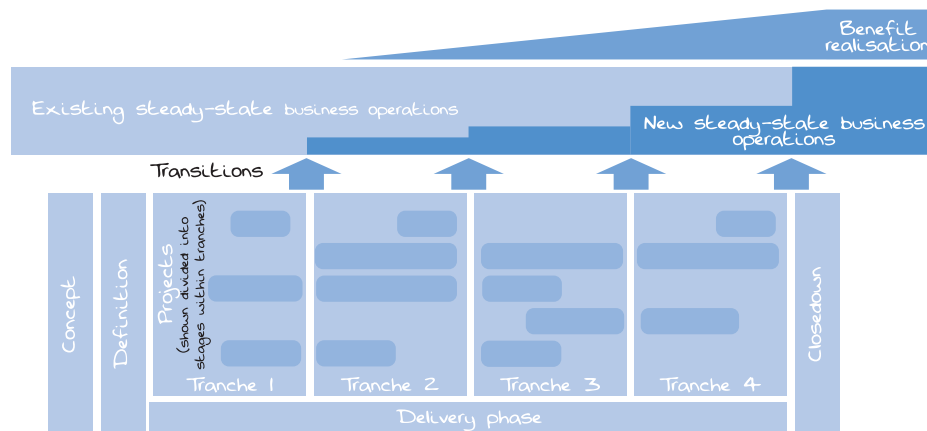 Benefit
realisation
Existing steady-state business operations
New steady-state business
operations
Transitions
Concept
Definition
Projects
(shown divided into
stages within tranches)
Closedown
Tranche 1
Tranche 2
Tranche 3
Tranche 4
Delivery phase